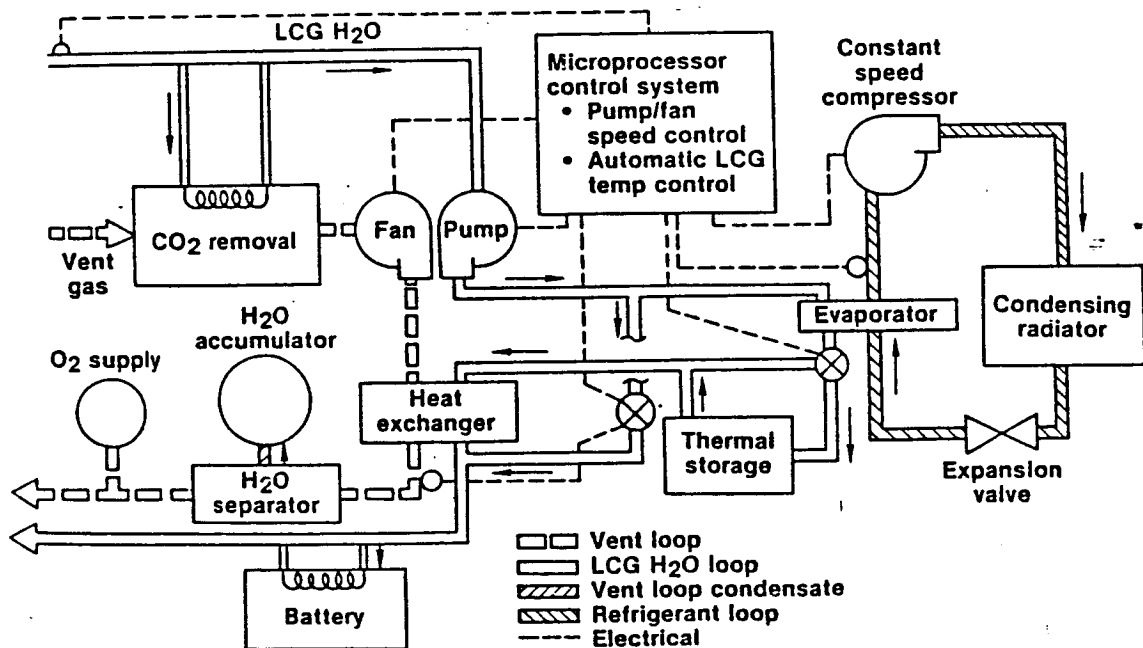 LCG H₂O
Microprocessor
control system
• Pump/fan
speed control
• Automatic LCG
temp control
Constant
speed
compressor
CO₂ removal
Fan
Pump
Vent
gas
Evaporator
Condensing
radiator
H₂O
accumulator
O₂ supply
Heat
exchanger
Thermal
storage
Expansion
valve
H₂O
separator
Battery
Vent loop
LCG H₂O loop
Vent loop condensate
Refrigerant loop
Electrical